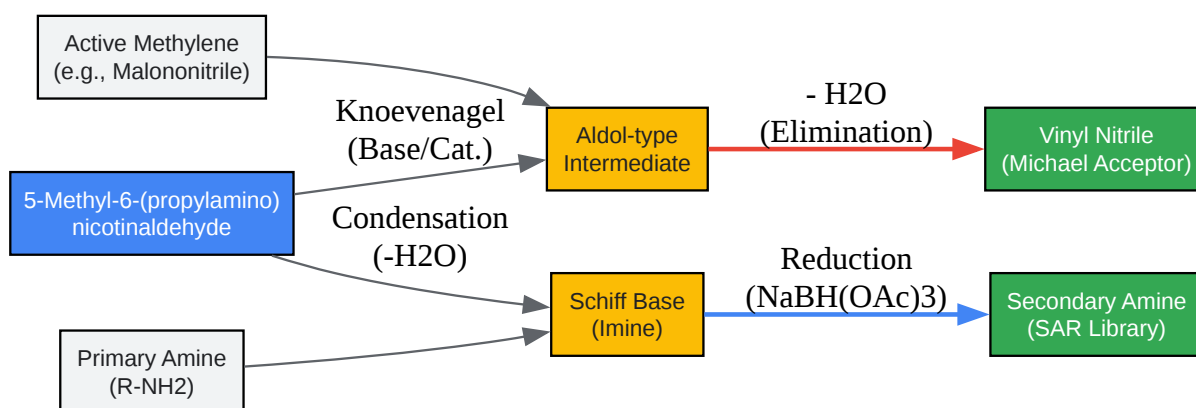 Active Methylene
(e.g., Malononitrile)
Knoevenagel
(Base/Cat.)
Aldol-type
Intermediate
- H2O
(Elimination)
Vinyl Nitrile
(Michael Acceptor)
5-Methyl-6-(propylamino)
nicotinaldehyde
Condensation
(-H2O)
Schiff Base
(Imine)
Reduction
(NaBH(OAc)3)
Secondary Amine
(SAR Library)
Primary Amine
(R-NH2)